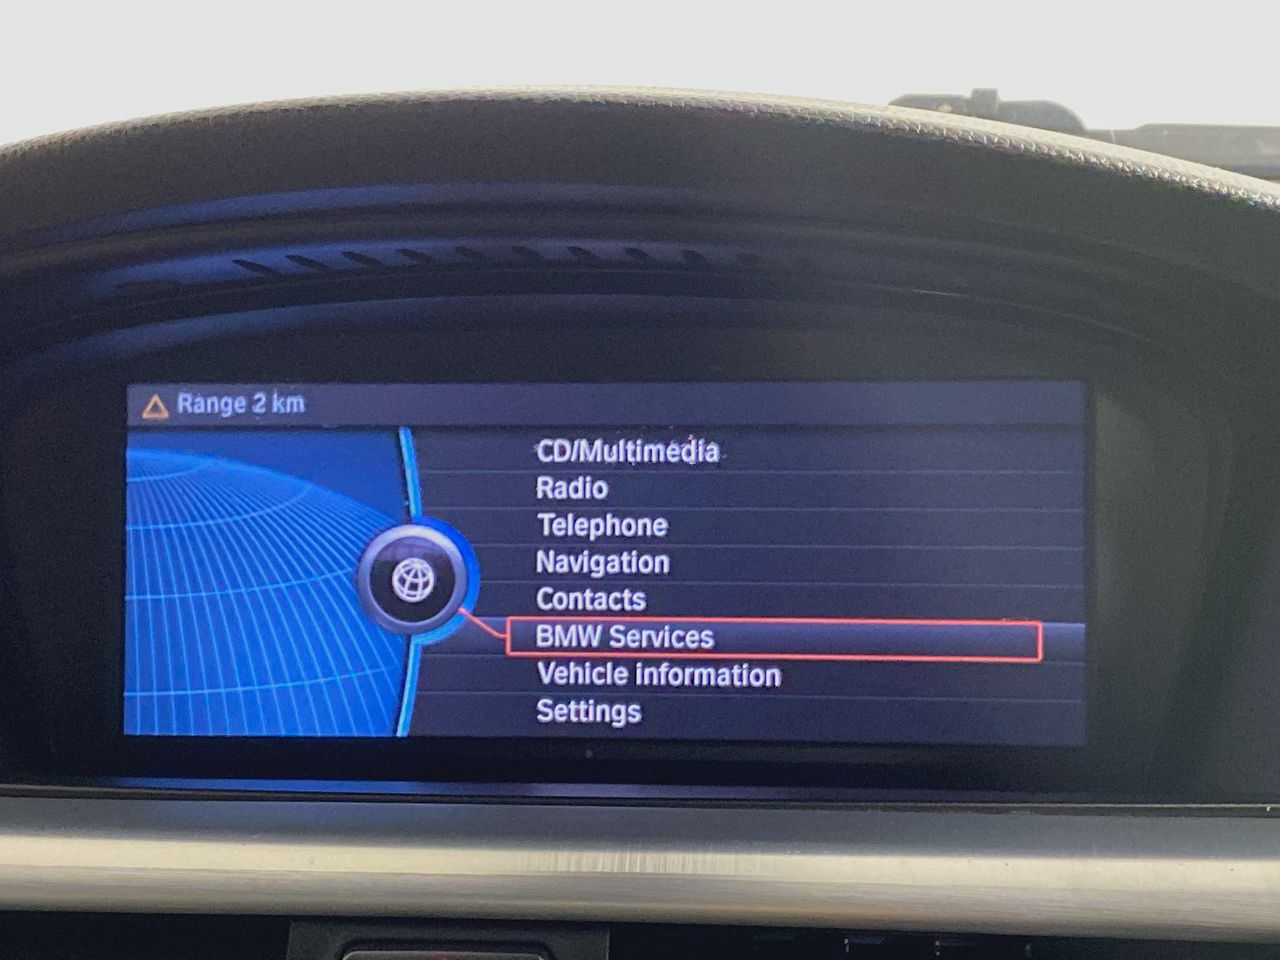 Range 2 km
CD/Multimedia
Radio
Telephone
Navigation
Contacts
BMW Services
Vehicle information
Settings